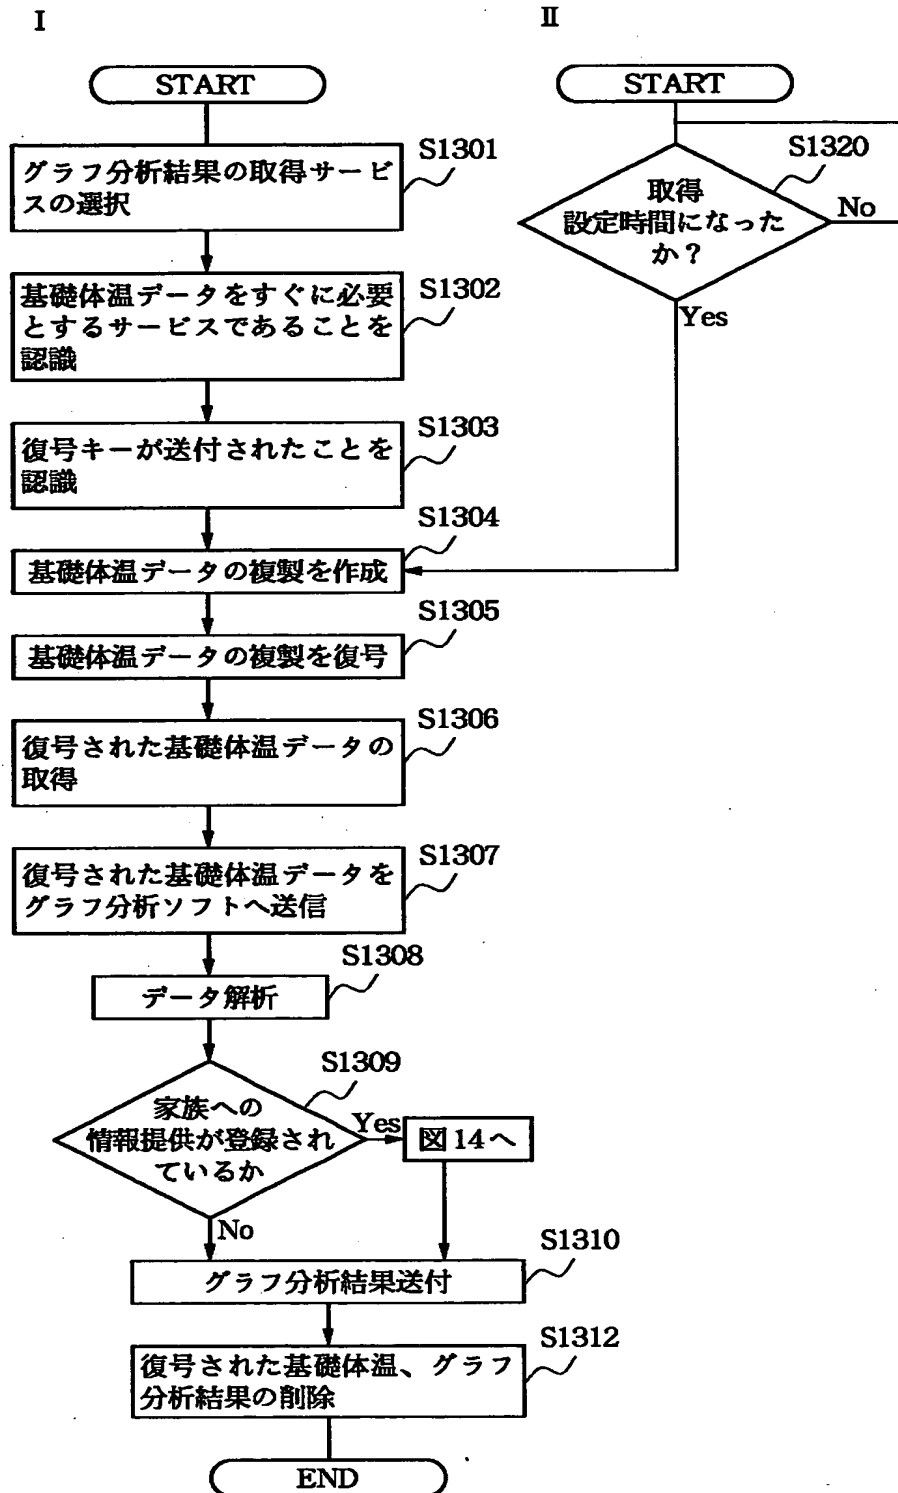 I
II
START
START
S1301
グラフ分析結果の取得サービ
スの選択
S1320
取得
設定時間になった
か？
No
Yes
S1302
基礎体温データをすぐに必要
とするサービスであることを
認識
S1303
復号キーが送付されたことを
認識
S1304
基礎体温データの複製を作成
S1305
基礎体温データの複製を復号
S1306
復号された基礎体温データの
取得
S1307
復号された基礎体温データを
グラフ分析ソフトへ送信
S1308
データ解析
S1309
家族への
情報提供が登録され
ているか
Yes
図14へ
No
S1310
グラフ分析結果送付
S1312
復号された基礎体温、グラフ
分析結果の削除
END